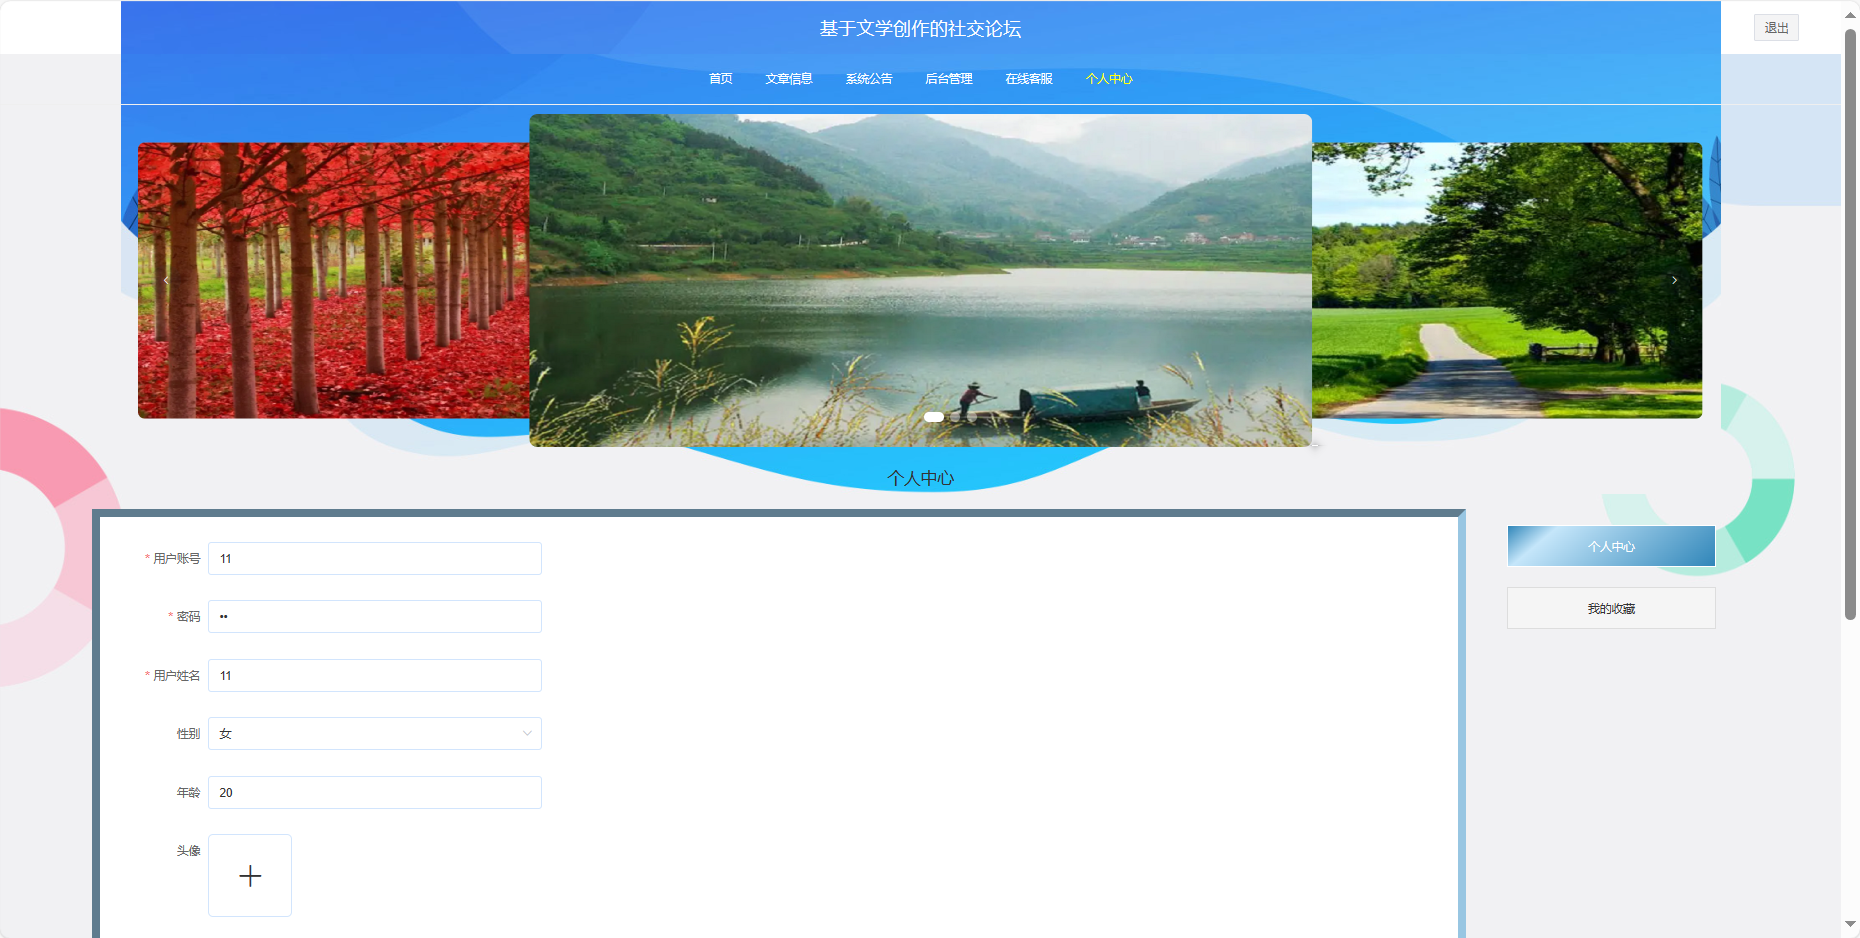 基于文学创作的社交论坛
退出
首页 文章信息 系统公告 后台管理 在线客服 个人中心
个人中心
* 用户账号 11
* 密码 ••
* 用户姓名 11
性别 女
年龄 20
头像
个人中心
我的收藏